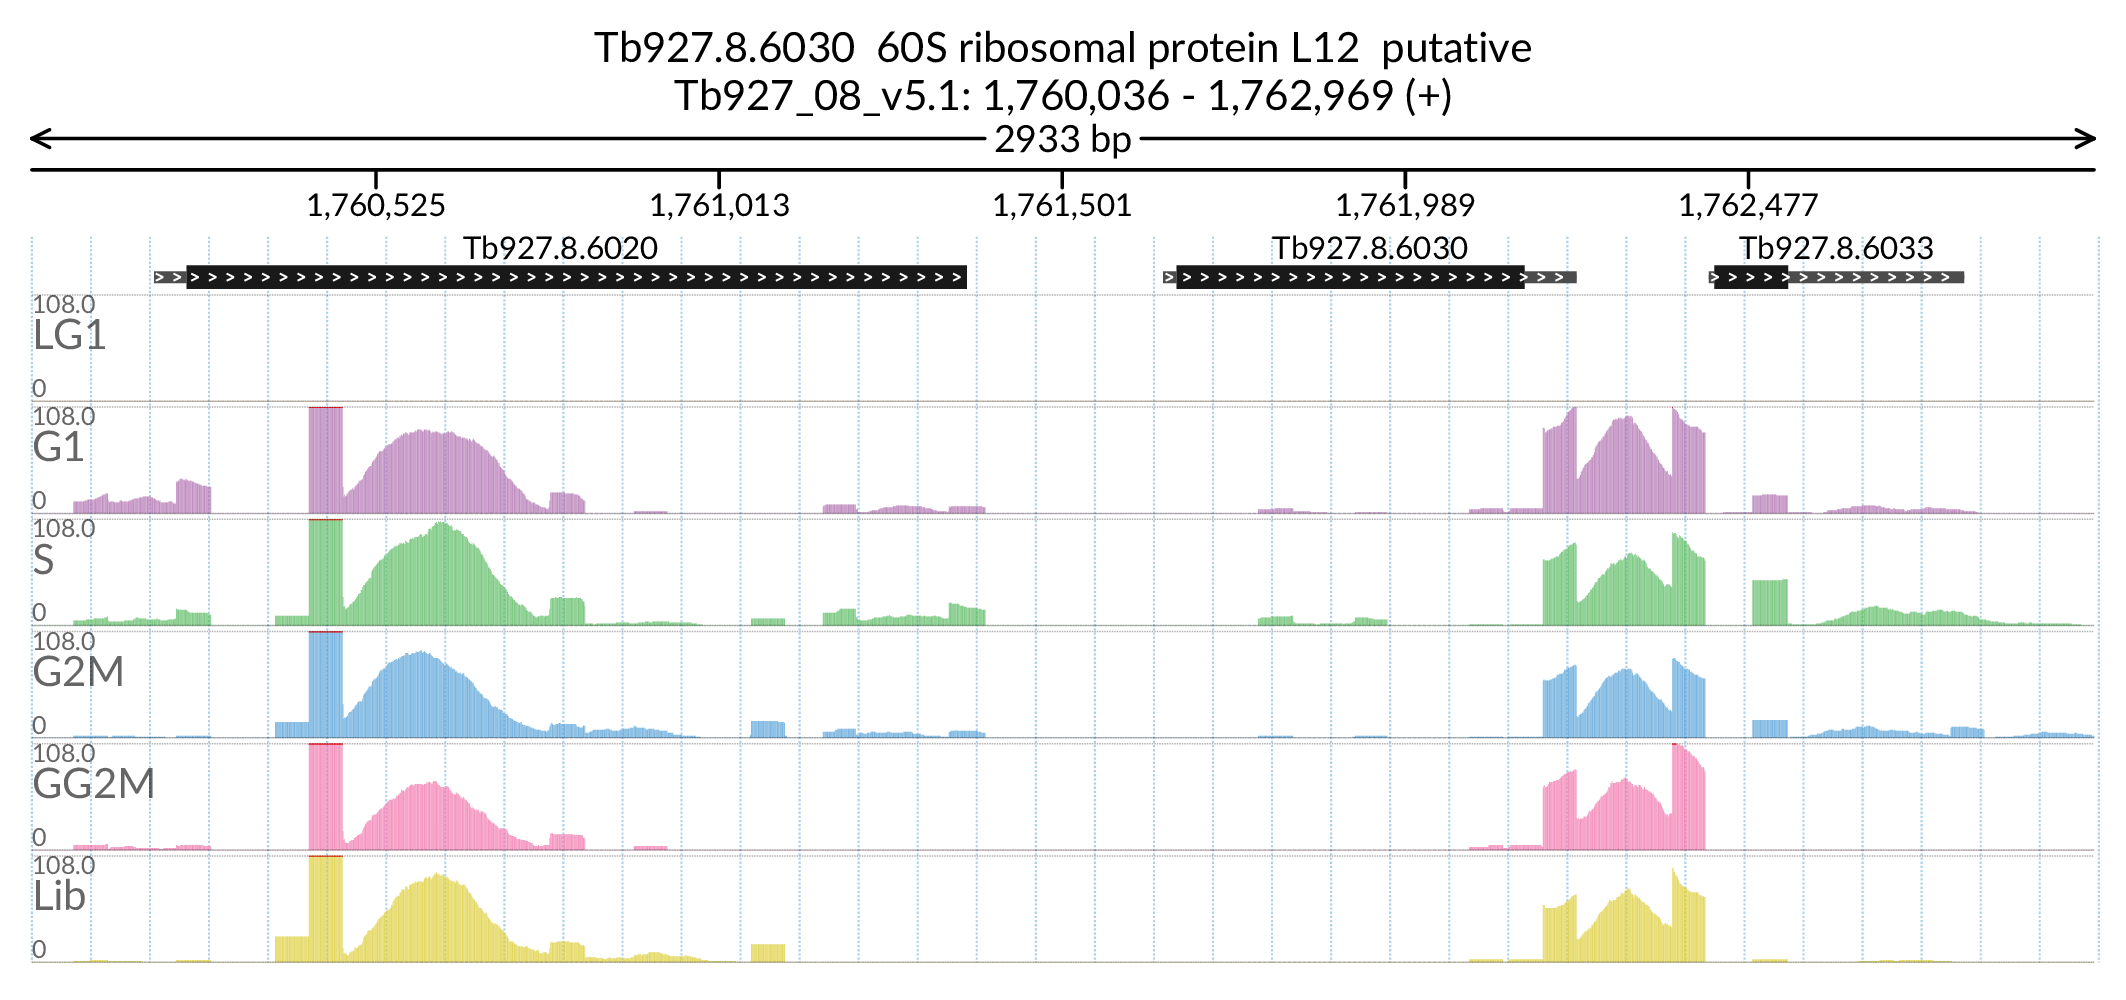 Tb927.8.6030 60S ribosomal protein L12 putative
Tb927_08_v5.1: 1,760,036 - 1,762,969 (+)
2933 bp
1,760,525 1,761,013 1,761,501 1,761,989 1,762,477
Tb927.8.6020 Tb927.8.6030 Tb927.8.6033
108.0
LG1
0
108.0
G1
0
108.0
S
0
108.0
G2M
0
108.0
GG2M
0
108.0
Lib
0